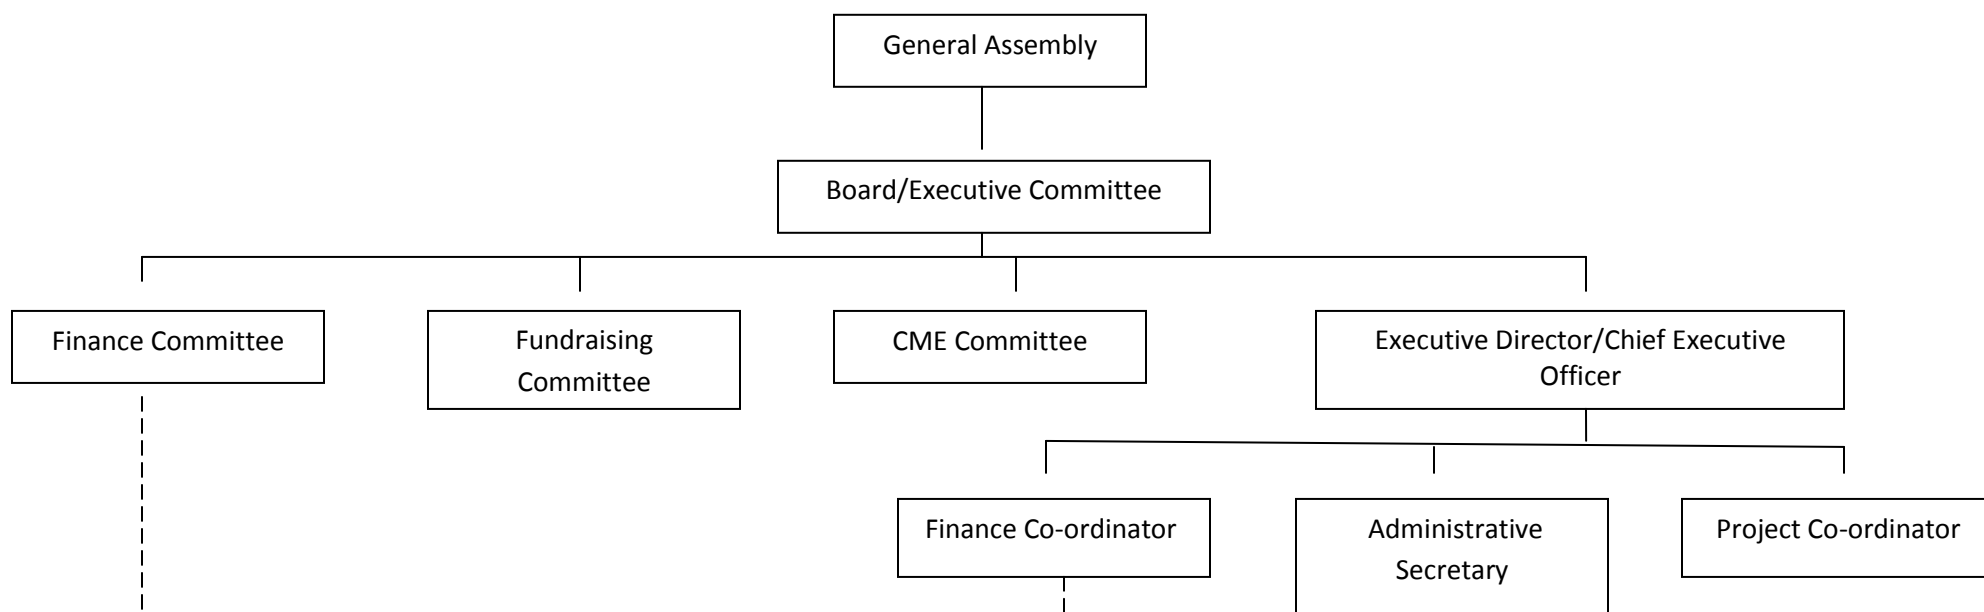 General Assembly
Board/Executive Committee
Finance Committee
Fundraising
Committee
CME Committee
Executive Director/Chief Executive
Officer
Finance Co-ordinator
Administrative
Secretary
Project Co-ordinator